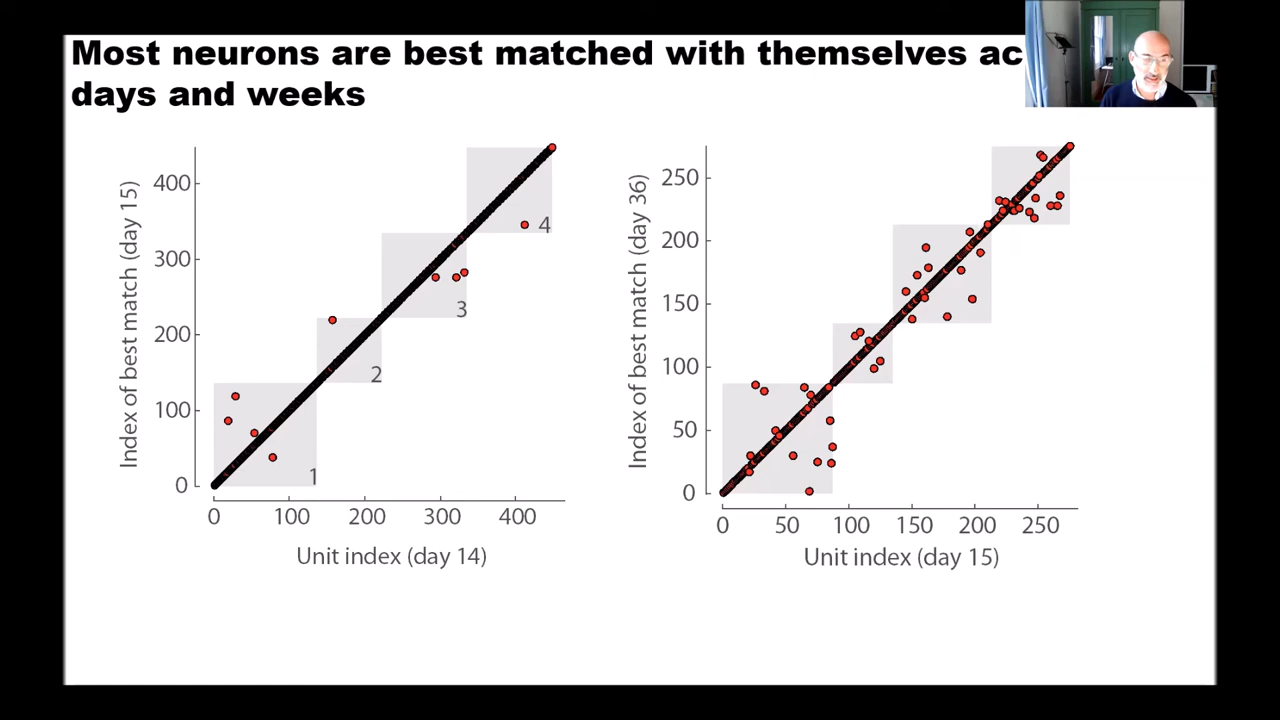 Most neurons are best matched with themselves ac
days and weeks
Index of best match (day 15)
400
300
200
100
0
1
2
3
4
0 100 200 300 400
Unit index (day 14)
Index of best match (day 36)
250
200
150
100
50
0
0 50 100 150 200 250
Unit index (day 15)